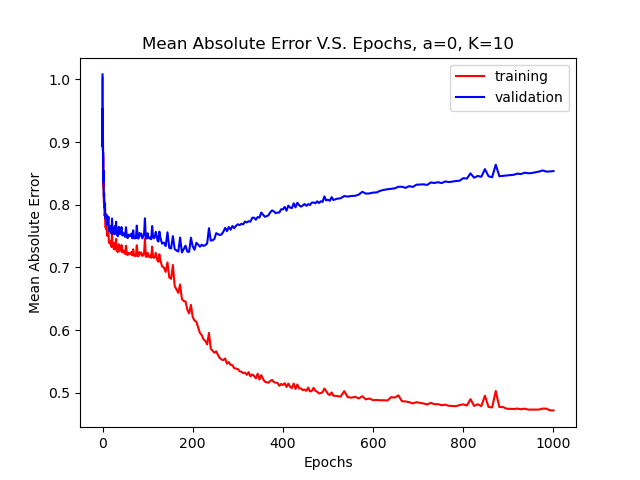 Mean Absolute Error V.S. Epochs, a=0, K=10
training
validation
1.0
0.9
0.8
0.7
0.6
0.5
Mean Absolute Error
0 200 400 600 800 1000
Epochs